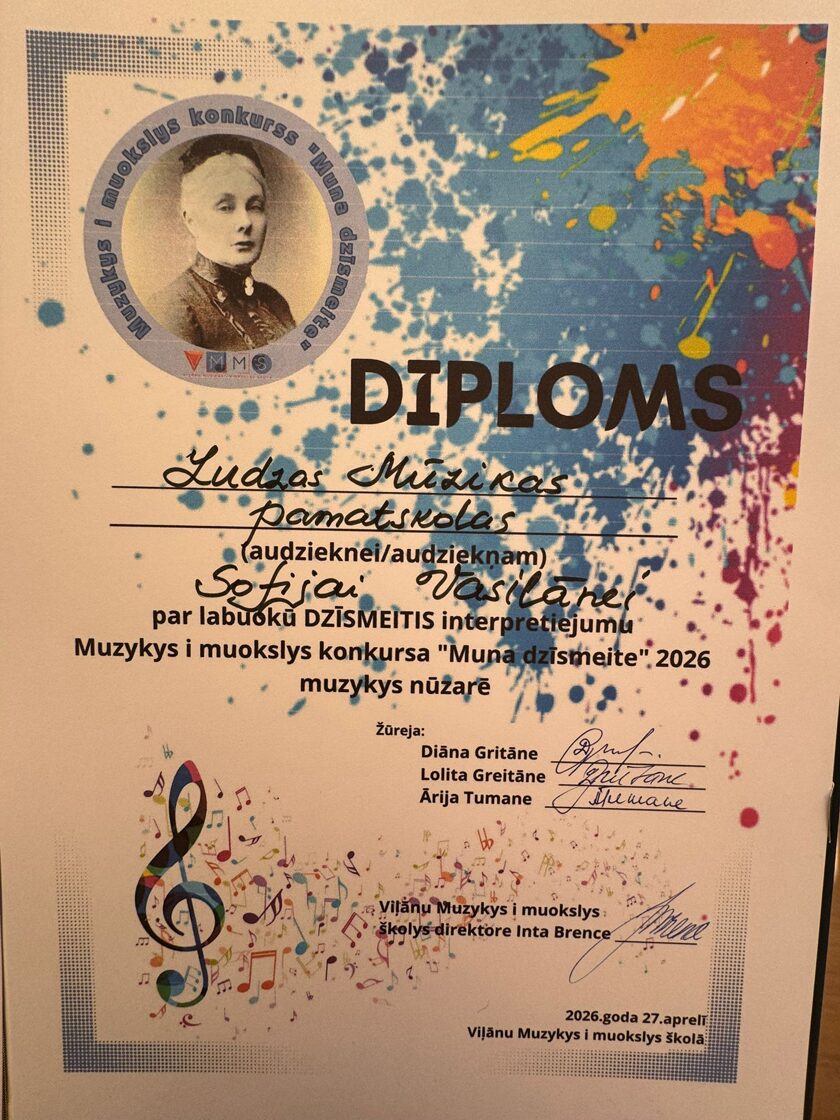 Muzykys i muokslys konkurss "Muna dzīsmeite"
VMMS
DIPLOMS
Ludzas Mūzikas
pamatskolas
(audzieknei/audzieknam)
Sofijai Vasiļānei
par labuokū DZĪSMEITIS interpretiejumu
Muzykys i muokslys konkursa "Muna dzīsmeite" 2026
muzykys nūzarē
Žūreja:
Diāna Gritāne
Lolita Greitāne
Ārija Tumane
Viļānu Muzykys i muokslys
školys direktore Inta Brence
2026.goda 27.aprelī
Viļānu Muzykys i muokslys školā